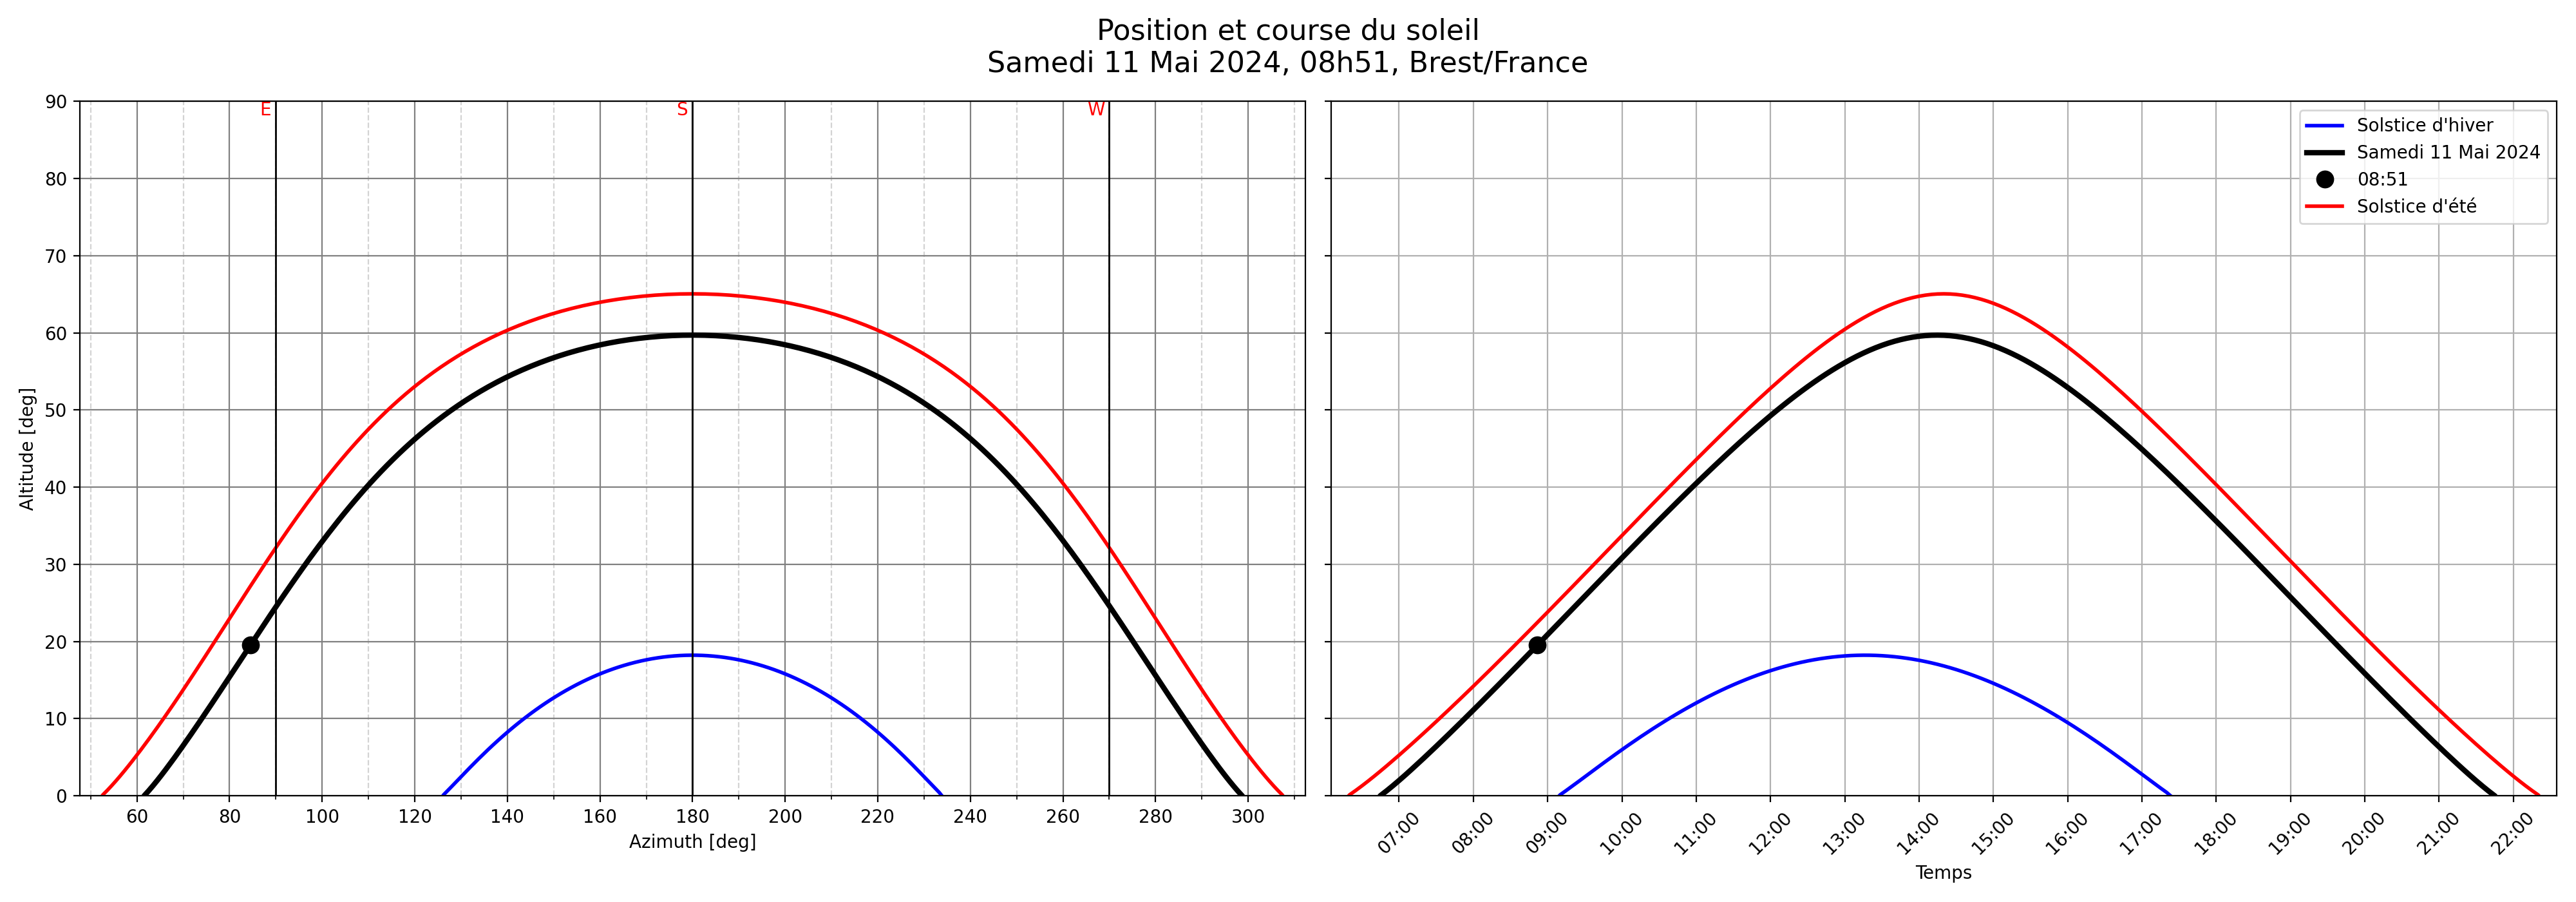 Position et course du soleil
Samedi 11 Mai 2024, 08h51, Brest/France
E
S
W
90
80
70
60
50
40
30
20
10
0
Altitude [deg]
60 80 100 120 140 160 180 200 220 240 260 280 300
Azimuth [deg]
Solstice d'hiver
Samedi 11 Mai 2024
08:51
Solstice d'été
07:00 08:00 09:00 10:00 11:00 12:00 13:00 14:00 15:00 16:00 17:00 18:00 19:00 20:00 21:00 22:00
Temps